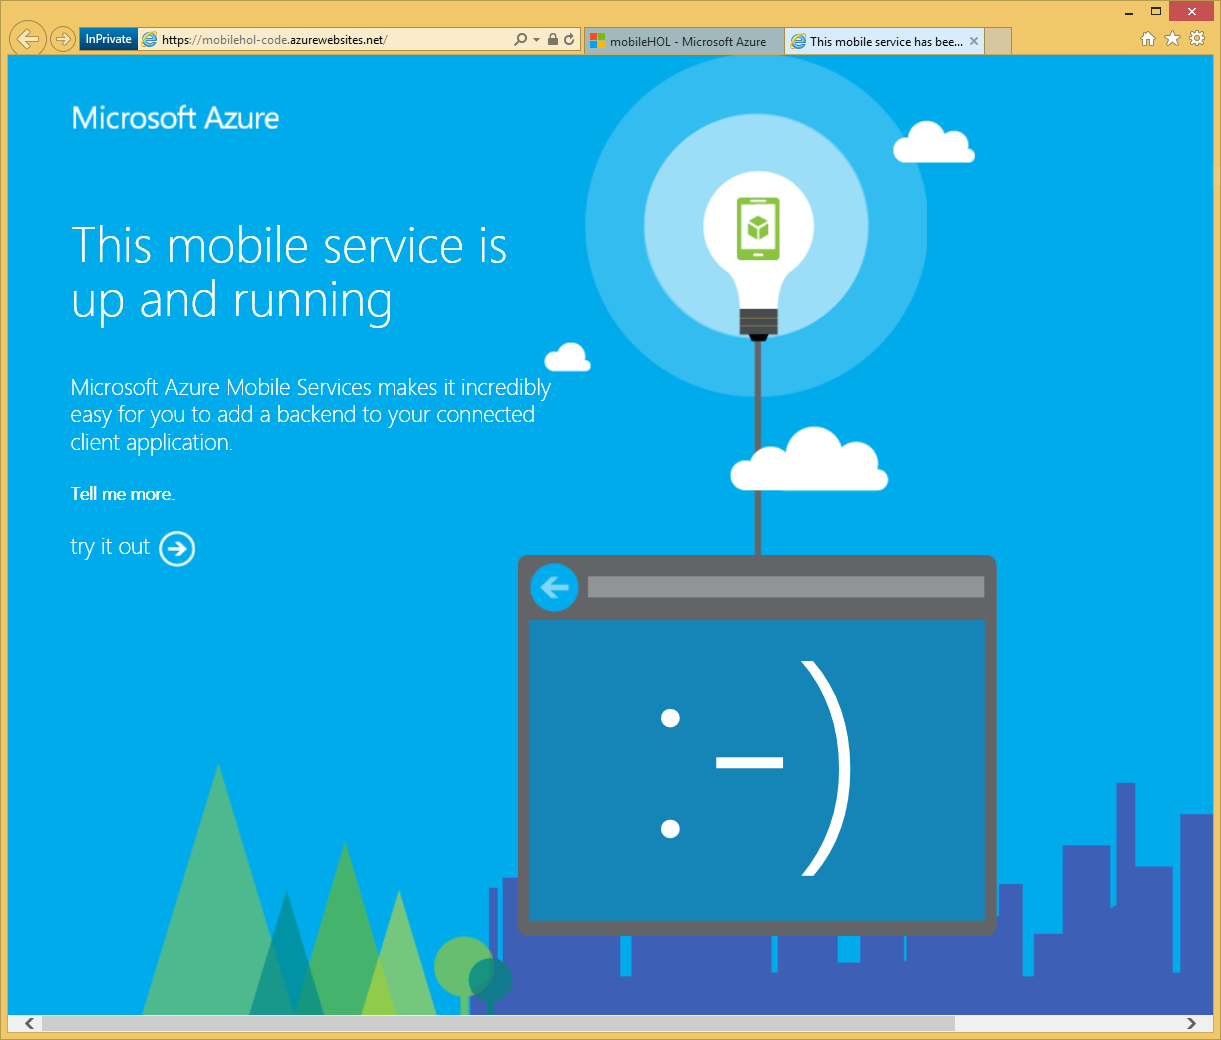 InPrivate
https://mobilehol-code.azurewebsites.net/
mobileHOL - Microsoft Azure
This mobile service has bee...
Microsoft Azure
This mobile service is
up and running
Microsoft Azure Mobile Services makes it incredibly
easy for you to add a backend to your connected
client application.
Tell me more.
try it out
:-)